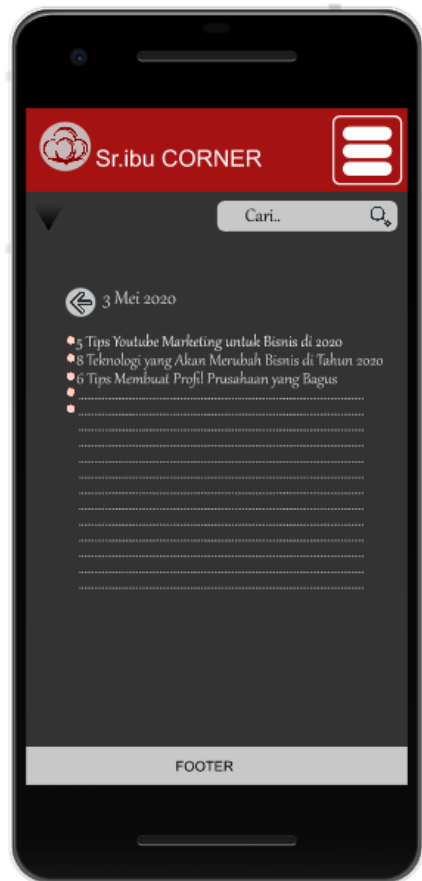 Sr.ibu CORNER
Cari..
3 Mei 2020
5 Tips Youtube Marketing untuk Bisnis di 2020
8 Teknologi yang Akan Merubah Bisnis di Tahun 2020
6 Tips Membuat Profil Prusahaan yang Bagus
FOOTER